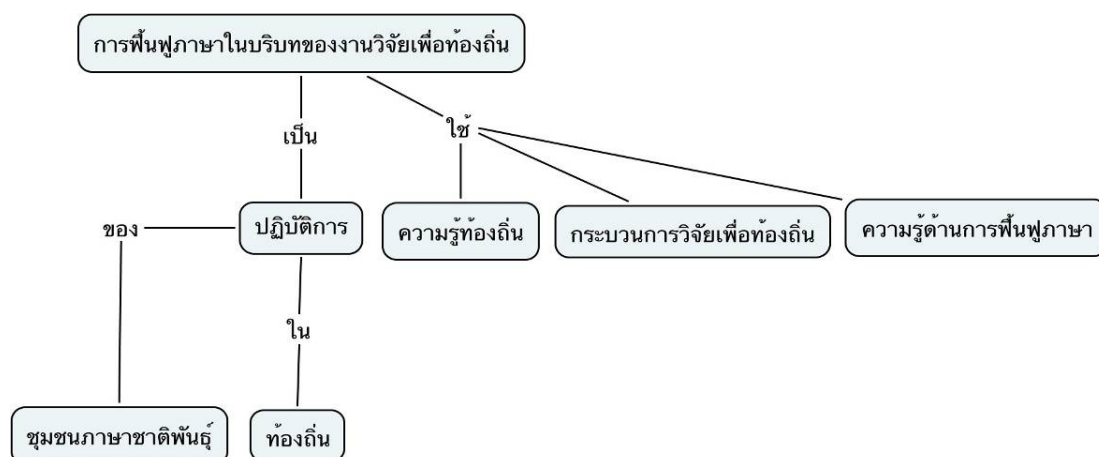 การฟื้นฟูภาษาในบริบทของงานวิจัยเพื่อท้องถิ่น
เป็น
ใช้
ของ
ปฏิบัติการ
ความรู้ท้องถิ่น
กระบวนการวิจัยเพื่อท้องถิ่น
ความรู้ด้านการฟื้นฟูภาษา
ใน
ชุมชนภาษาชาติพันธุ์
ท้องถิ่น